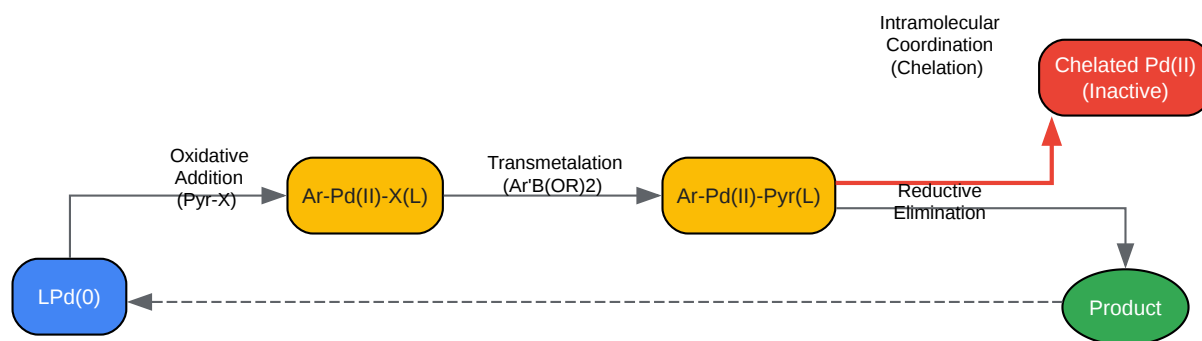 Intramolecular
Coordination
(Chelation)
Chelated Pd(II)
(Inactive)
Oxidative
Addition
(Pyr-X)
Transmetalation
(Ar'B(OR)2)
Ar-Pd(II)-X(L)
Ar-Pd(II)-Pyr(L)
Reductive
Elimination
LPd(0)
Product